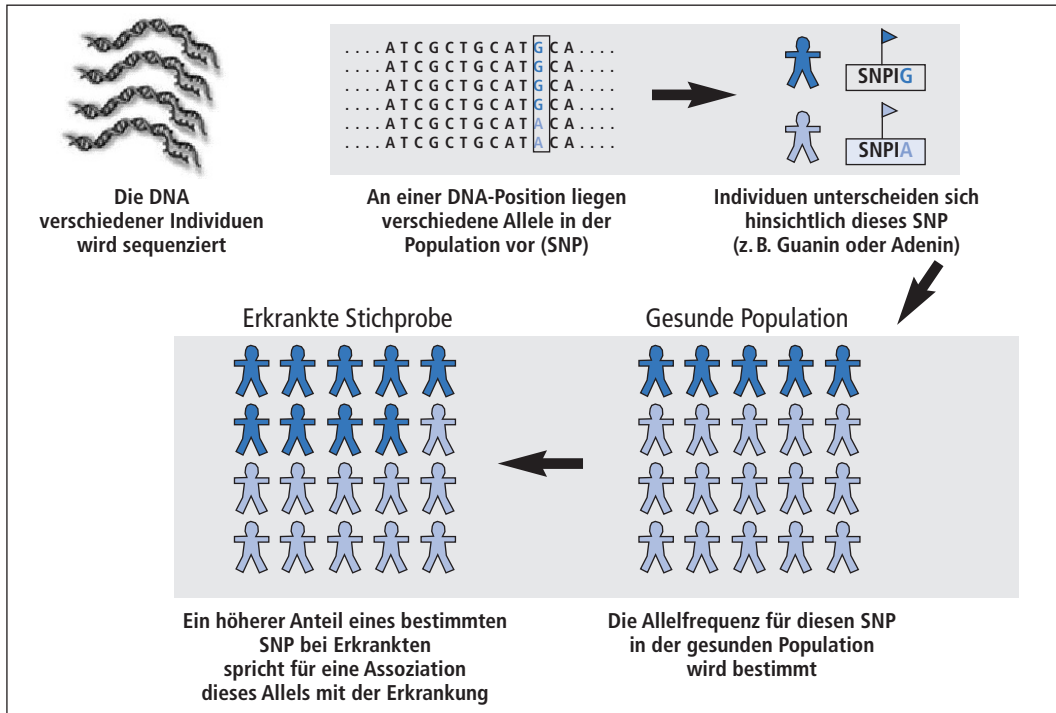 Die DNA
verschiedener Individuen
wird sequenziert
....ATCGCTGCATGCA....
....ATCGCTGCATGCA....
....ATCGCTGCATGCA....
....ATCGCTGCATGCA....
....ATCGCTGCATACA....
....ATCGCTGCATACA....
An einer DNA-Position liegen
verschiedene Allele in der
Population vor (SNP)
SNPIG
SNPIA
Individuen unterscheiden sich
hinsichtlich dieses SNP
(z. B. Guanin oder Adenin)
Erkrankte Stichprobe
Gesunde Population
Ein höherer Anteil eines bestimmten
SNP bei Erkrankten
spricht für eine Assoziation
dieses Allels mit der Erkrankung
Die Allelfrequenz für diesen SNP
in der gesunden Population
wird bestimmt